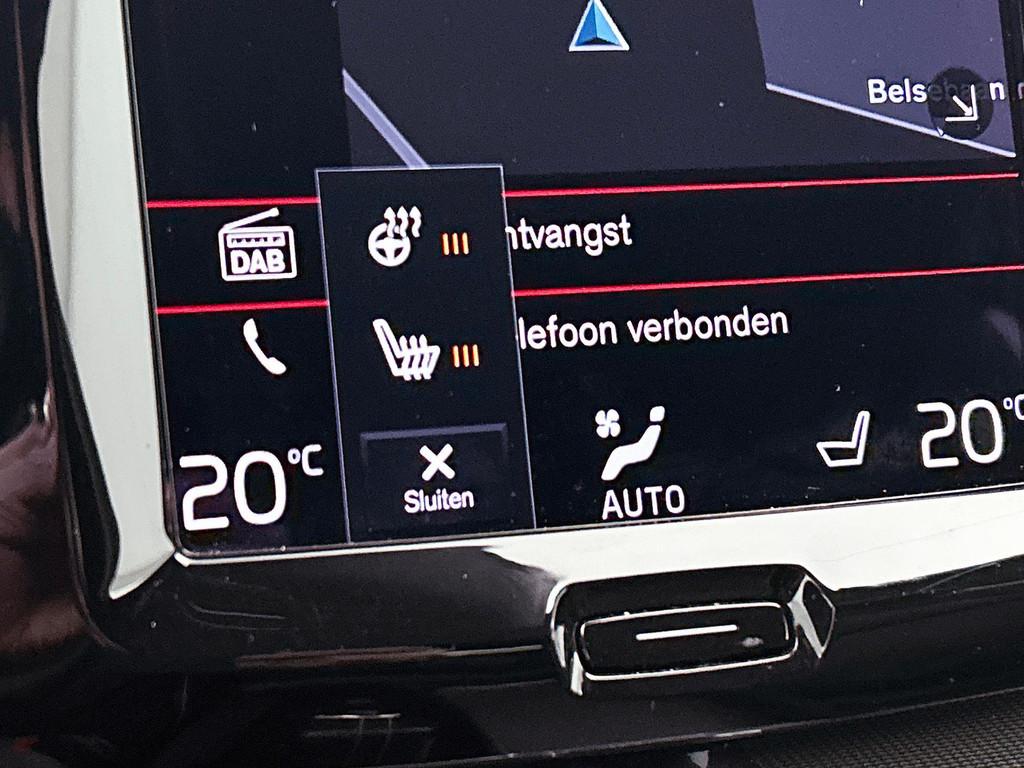 Bels
DAB
ntvangst
lefoon verbonden
20°C
Sluiten
AUTO
20°C